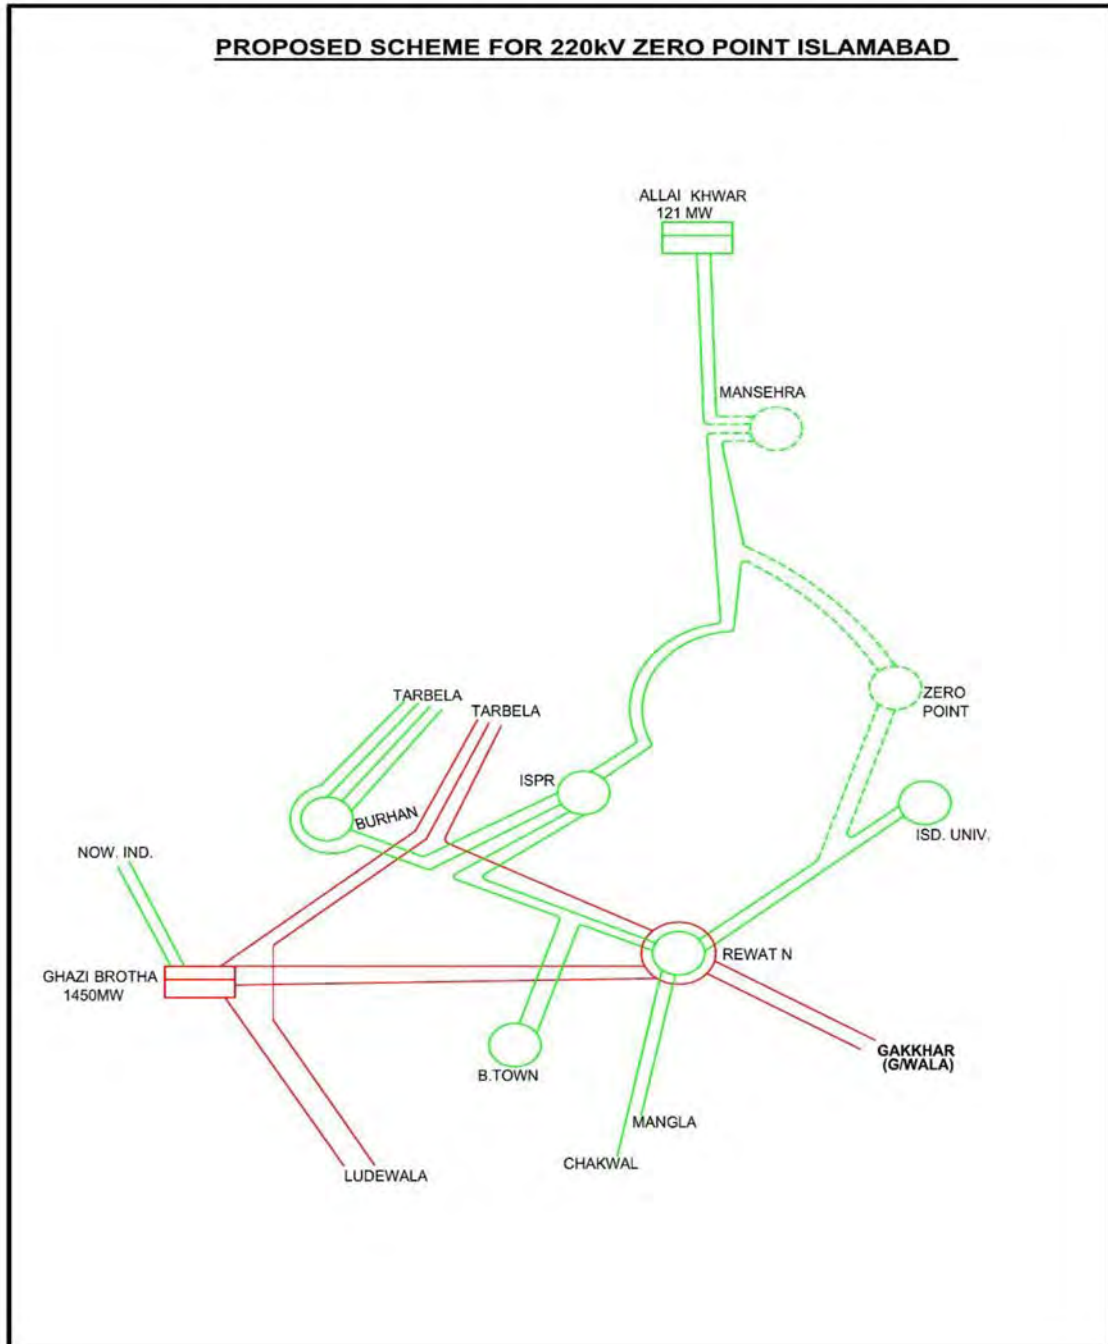 PROPOSED SCHEME FOR 220kV ZERO POINT ISLAMABAD
ALLAI KHWAR
121 MW
MANSEHRA
ZERO
POINT
TARBELA
TARBELA
ISPR
BURHAN
ISD. UNIV.
NOW. IND.
REWAT N
GHAZI BROTHA
1450MW
GAKKHAR
(G/WALA)
B.TOWN
MANGLA
CHAKWAL
LUDEWALA